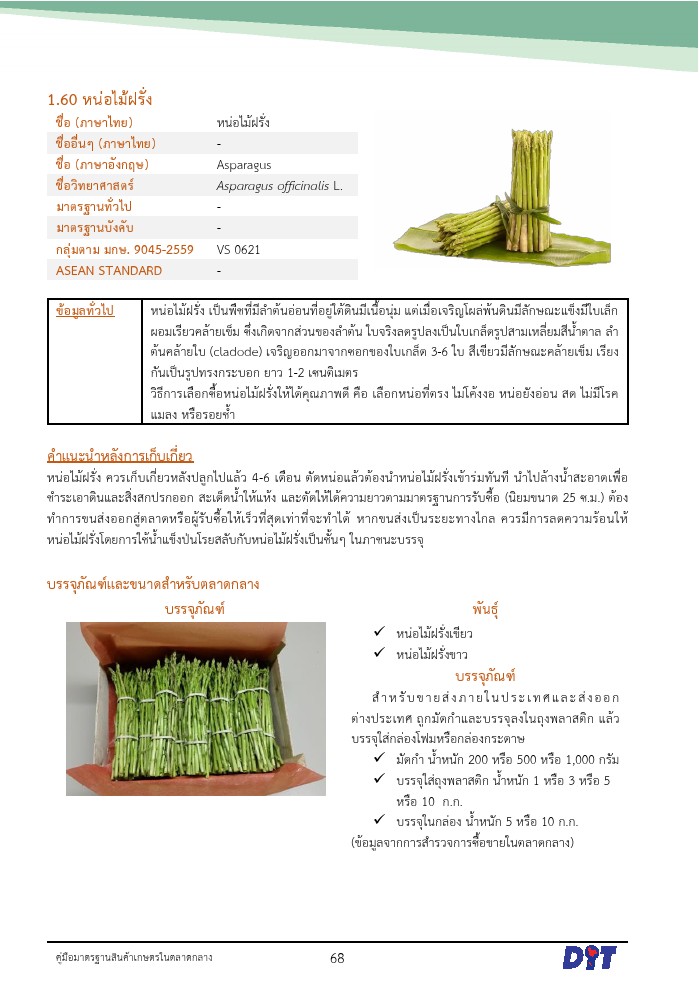 1.60 หน่อไม้ฝรั่ง
ชื่อ (ภาษาไทย) หน่อไม้ฝรั่ง
ชื่ออื่นๆ (ภาษาไทย) -
ชื่อ (ภาษาอังกฤษ) Asparagus
ชื่อวิทยาศาสตร์ Asparagus officinalis L.
มาตรฐานทั่วไป -
มาตรฐานบังคับ -
กลุ่มตาม มกษ. 9045-2559 VS 0621
ASEAN STANDARD -
ข้อมูลทั่วไป หน่อไม้ฝรั่ง เป็นพืชที่มีลำต้นอ่อนที่อยู่ใต้ดินมีเนื้อนุ่ม แต่เมื่อเจริญโผล่พ้นดินมีลักษณะแข็งมีใบเล็ก
ผอมเรียวคล้ายเข็ม ซึ่งเกิดจากส่วนของลำต้น ใบจริงลดรูปลงเป็นใบเกล็ดรูปสามเหลี่ยมสีน้ำตาล ลำ
ต้นคล้ายใบ (cladode) เจริญออกมาจากซอกของใบเกล็ด 3-6 ใบ สีเขียวมีลักษณะคล้ายเข็ม เรียง
กันเป็นรูปทรงกระบอก ยาว 1-2 เซนติเมตร
วิธีการเลือกซื้อหน่อไม้ฝรั่งให้ได้คุณภาพดี คือ เลือกหน่อที่ตรง ไม่โค้งงอ หน่อยังอ่อน สด ไม่มีโรค
แมลง หรือรอยช้ำ
คำแนะนำหลังการเก็บเกี่ยว
หน่อไม้ฝรั่ง ควรเก็บเกี่ยวหลังปลูกไปแล้ว 4-6 เดือน ตัดหน่อแล้วต้องนำหน่อไม้ฝรั่งเข้าร่มทันที นำไปล้างน้ำสะอาดเพื่อ
ชำระเอาดินและสิ่งสกปรกออก สะเด็ดน้ำให้แห้ง และตัดให้ได้ความยาวตามมาตรฐานการรับซื้อ (นิยมขนาด 25 ซ.ม.) ต้อง
ทำการขนส่งออกสู่ตลาดหรือผู้รับซื้อให้เร็วที่สุดเท่าที่จะทำได้ หากขนส่งเป็นระยะทางไกล ควรมีการลดความร้อนให้
หน่อไม้ฝรั่งโดยการใช้น้ำแข็งป่นโรยสลับกับหน่อไม้ฝรั่งเป็นชั้นๆ ในภาชนะบรรจุ
บรรจุภัณฑ์และขนาดสำหรับตลาดกลาง
บรรจุภัณฑ์
พันธุ์
✓ หน่อไม้ฝรั่งเขียว
✓ หน่อไม้ฝรั่งขาว
บรรจุภัณฑ์
สำหรับขายส่งภายในประเทศและส่งออก
ต่างประเทศ ถูกมัดกำและบรรจุลงในถุงพลาสติก แล้ว
บรรจุใส่กล่องโฟมหรือกล่องกระดาษ
✓ มัดกำ น้ำหนัก 200 หรือ 500 หรือ 1,000 กรัม
✓ บรรจุใส่ถุงพลาสติก น้ำหนัก 1 หรือ 3 หรือ 5
หรือ 10 ก.ก.
✓ บรรจุในกล่อง น้ำหนัก 5 หรือ 10 ก.ก.
(ข้อมูลจากการสำรวจการซื้อขายในตลาดกลาง)
คู่มือมาตรฐานสินค้าเกษตรในตลาดกลาง 68 DIT